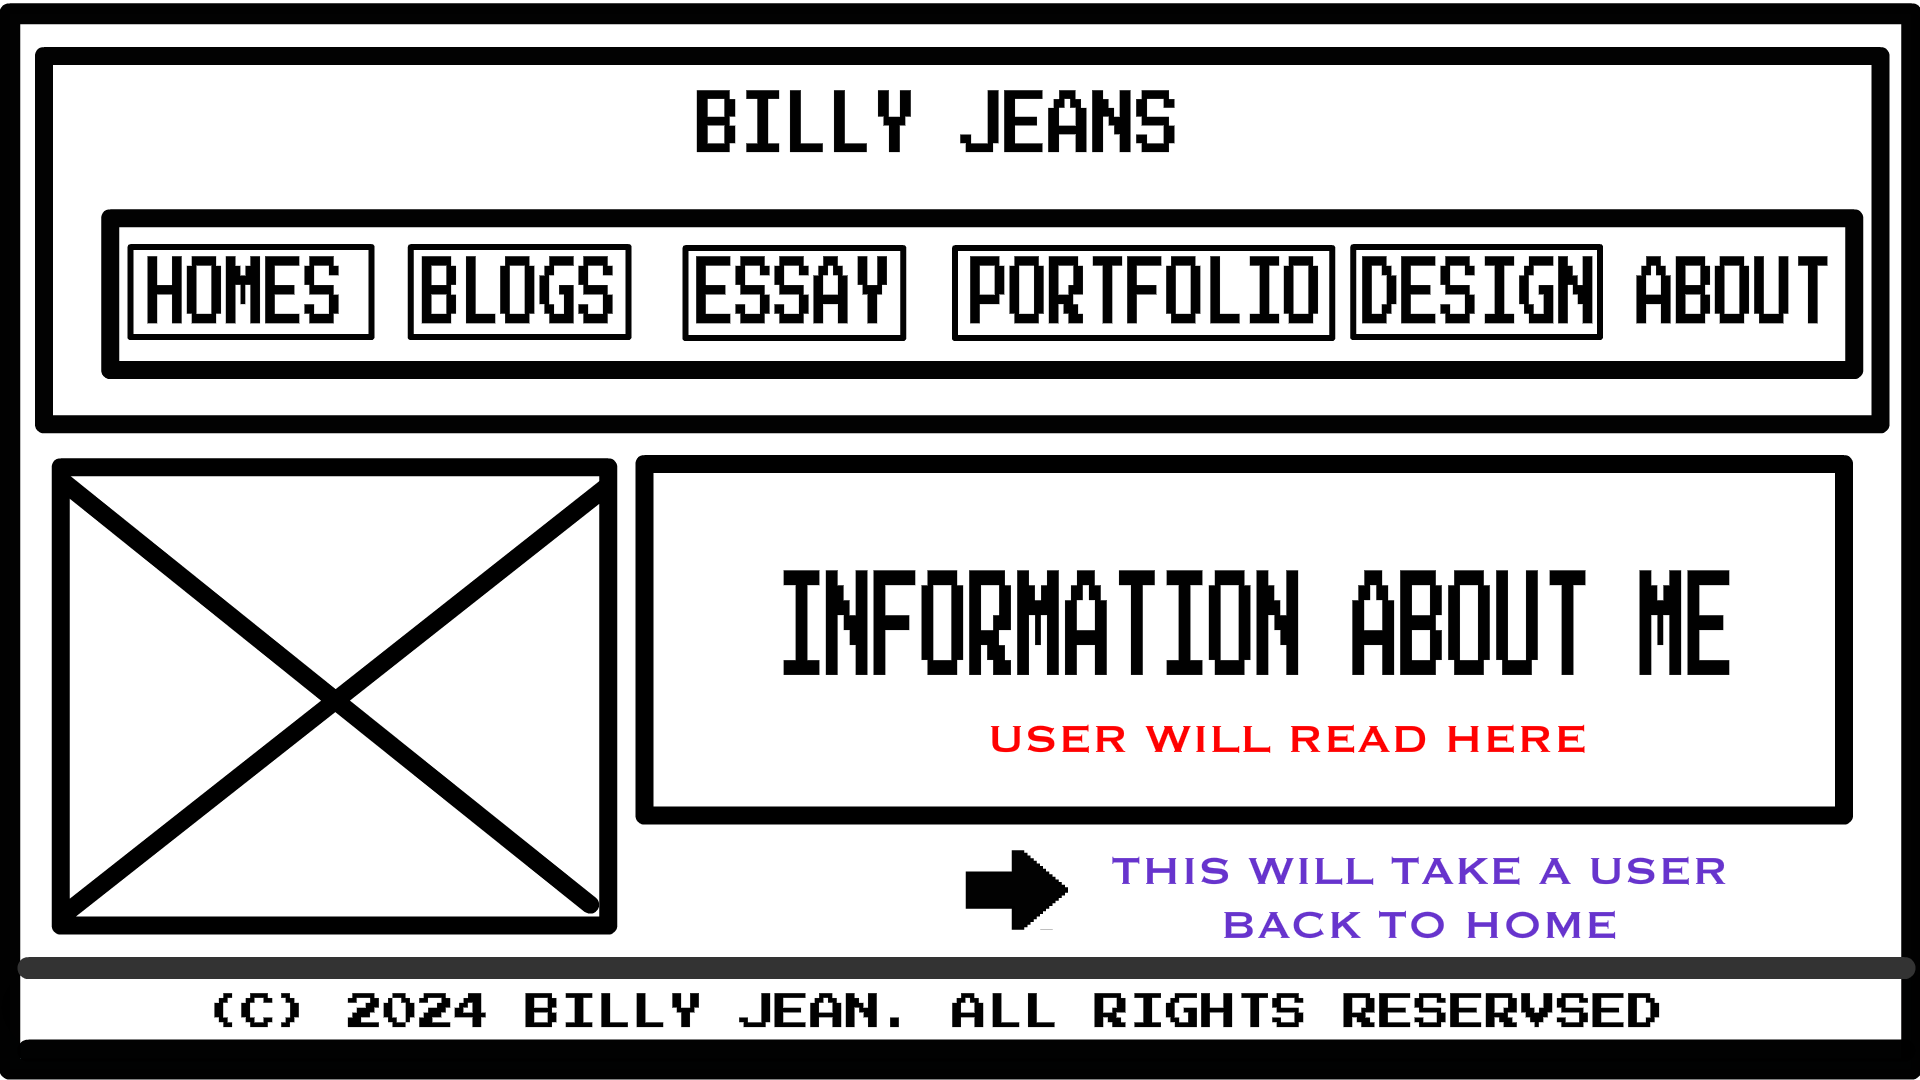 BILLY JEANS
HOMES BLOGS ESSAY PORTFOLIO DESIGN ABOUT
INFORMATION ABOUT ME
USER WILL READ HERE
THIS WILL TAKE A USER
BACK TO HOME
(C) 2024 BILLY JEAN. ALL RIGHTS RESERVSED